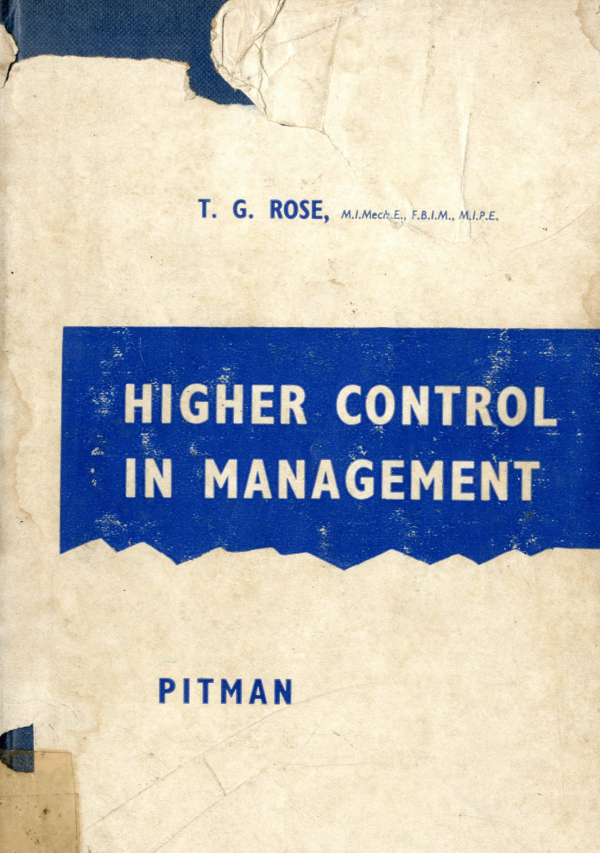 T. G. ROSE, M.I.Mech.E., F.B.I.M., M.I.P.E.
HIGHER CONTROL
IN MANAGEMENT
PITMAN